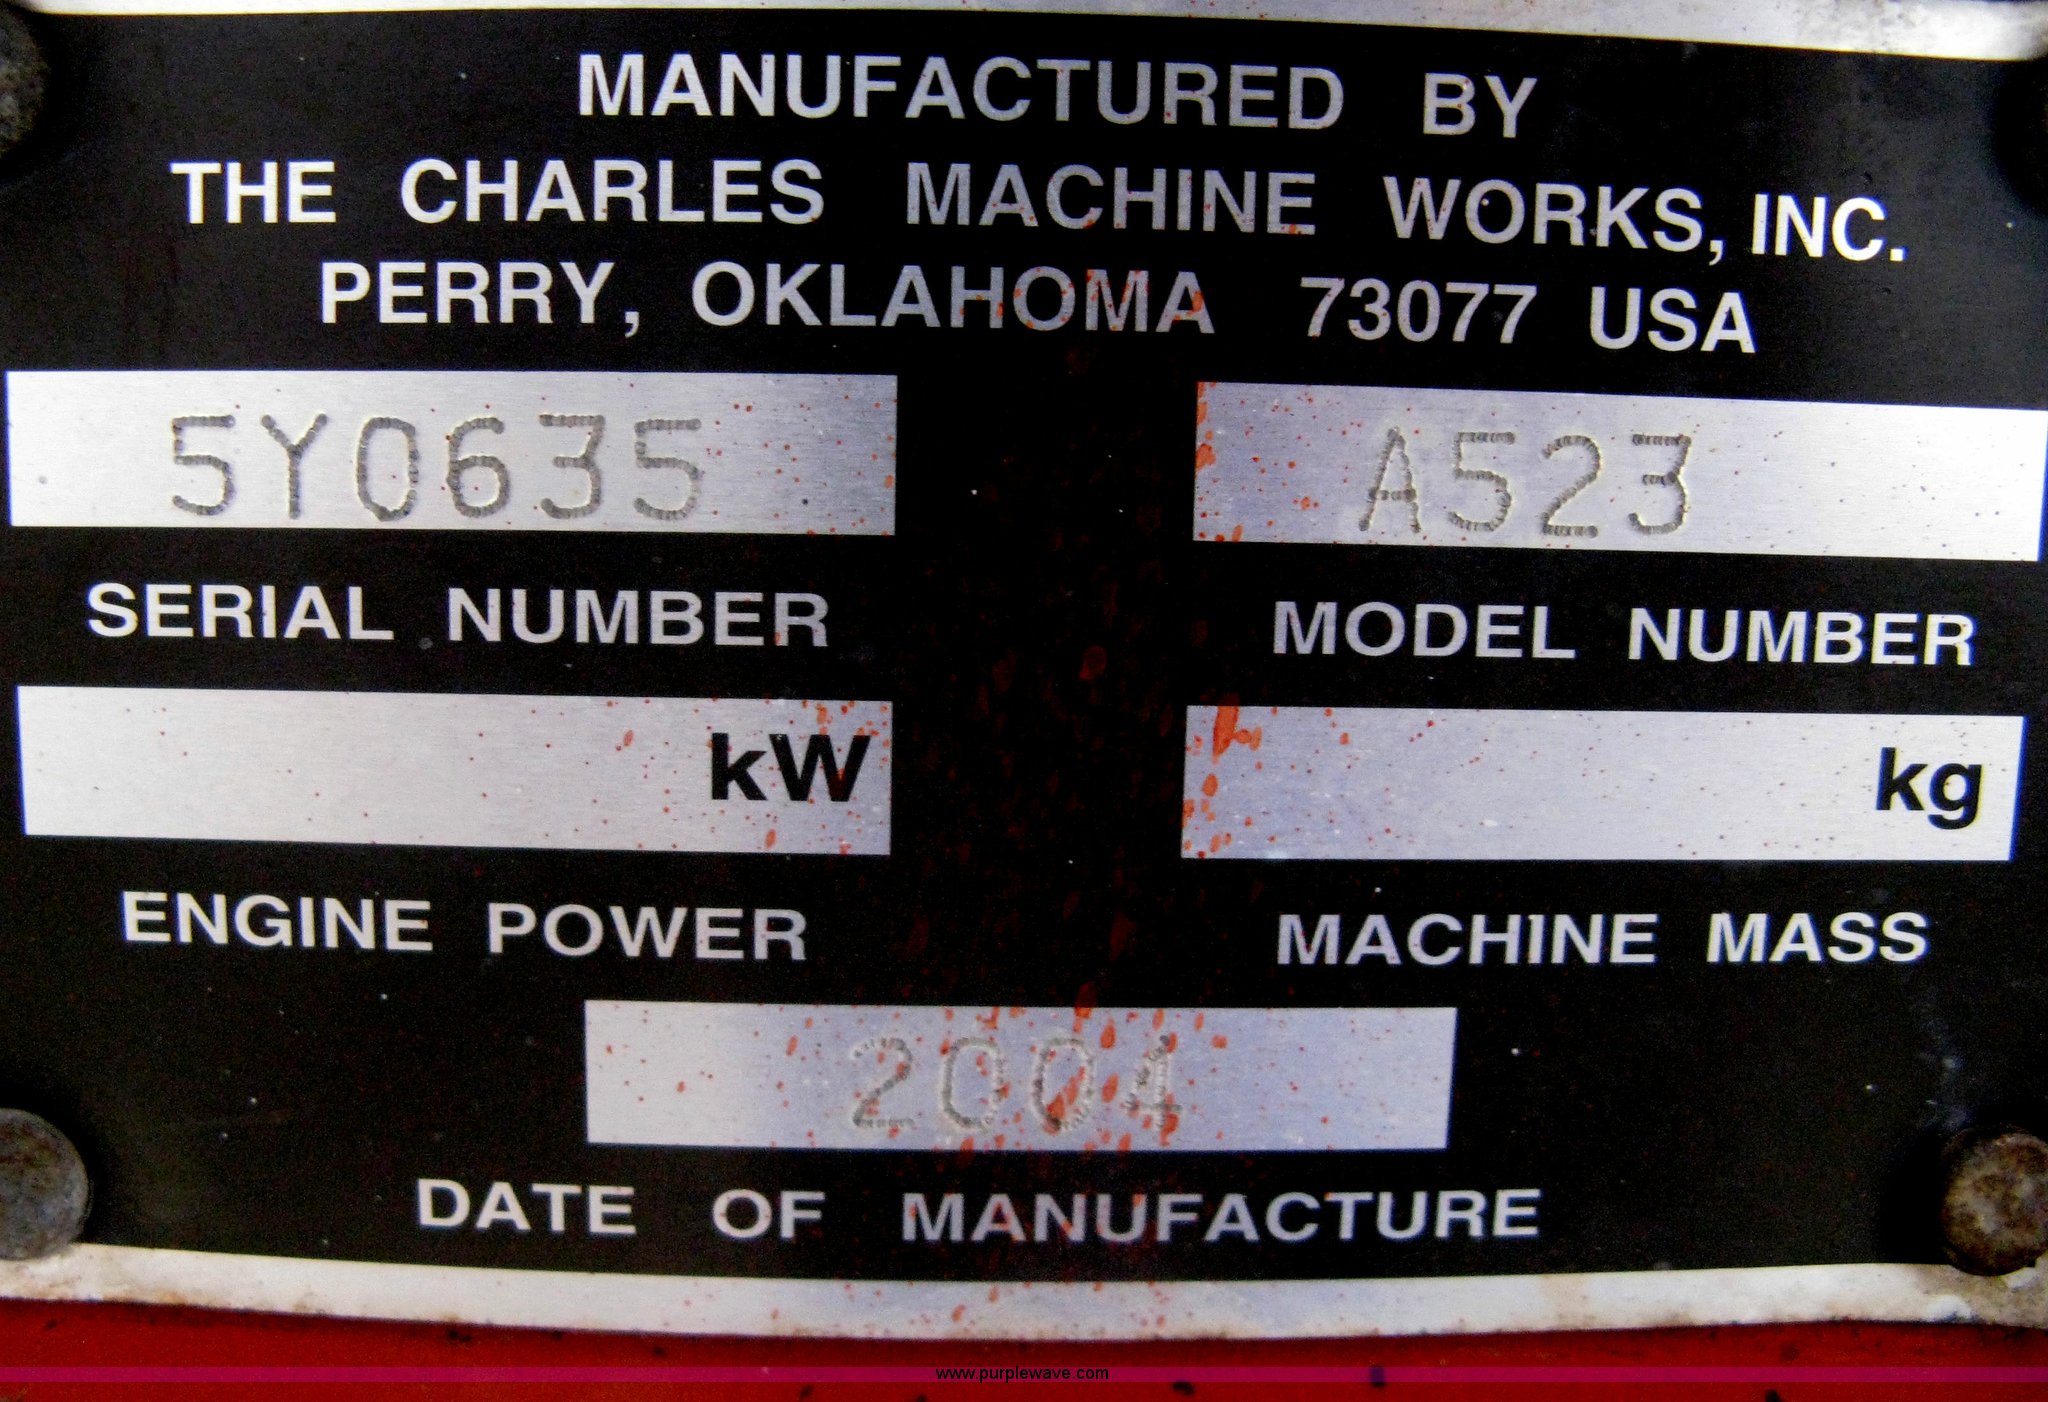 MANUFACTURED BY
THE CHARLES MACHINE WORKS, INC.
PERRY, OKLAHOMA 73077 USA
5Y0635 A523
SERIAL NUMBER MODEL NUMBER
kW kg
ENGINE POWER MACHINE MASS
2004
DATE OF MANUFACTURE
www.purplewave.com